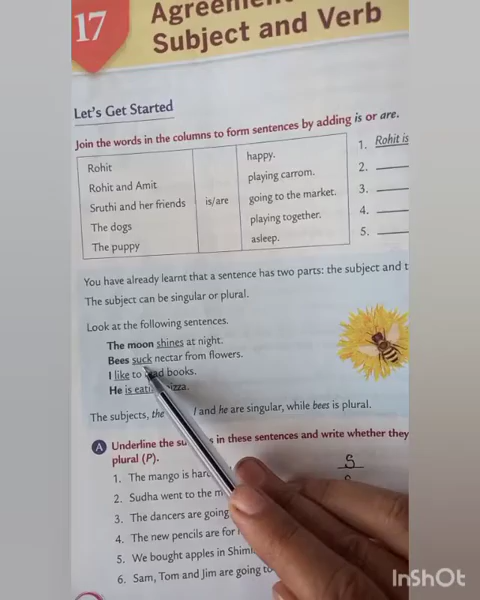 17
Agreement
Subject and Verb
Let's Get Started
Join the words in the columns to form sentences by adding is or are.
Rohit
Rohit and Amit
Sruthi and her friends
The dogs
The puppy
is/are
happy.
playing carrom.
going to the market.
playing together.
asleep.
1. Rohit is
2.
3.
4.
5.
You have already learnt that a sentence has two parts: the subject and t
The subject can be singular or plural.
Look at the following sentences.
The moon shines at night.
Bees suck nectar from flowers.
I like to read books.
He is eati pizza.
The subjects, the I and he are singular, while bees is plural.
A Underline the su s in these sentences and write whether they
plural (P).
1. The mango is hard
S
2. Sudha went to the m
3. The dancers are going
4. The new pencils are for
5. We bought apples in Shiml
6. Sam, Tom and Jim are going to
InShOt